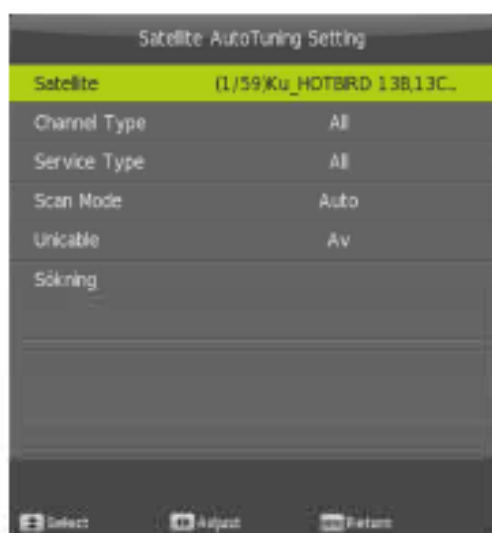 Satellite AutoTuning Setting
Satellite (1/59)Ku_HOTBIRD 13B,13C...
Channel Type All
Service Type All
Scan Mode Auto
Unicable Av
Sökning
Select Adjust Return